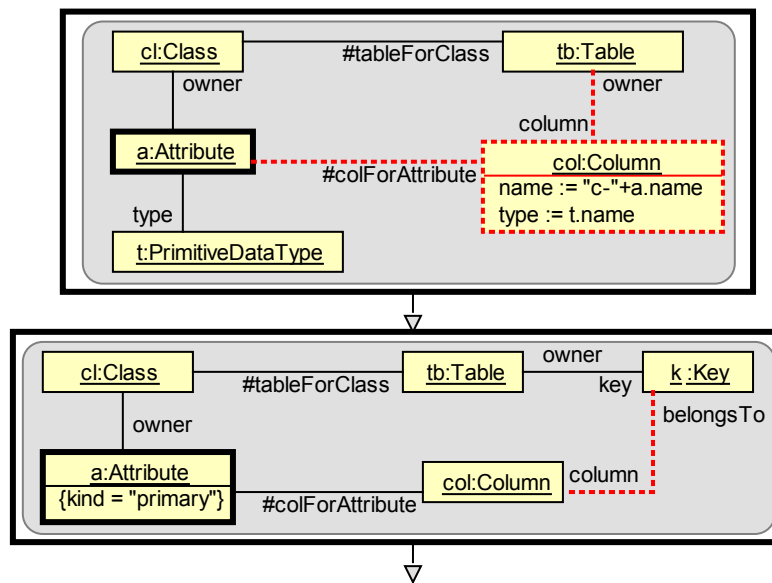 cl:Class
tb:Table
#tableForClass
owner
owner
column
a:Attribute
col:Column
#colForAttribute
name := "c-"+a.name
type := t.name
type
t:PrimitiveDataType
owner
cl:Class
tb:Table
k :Key
#tableForClass
key
belongsTo
owner
a:Attribute
{kind = "primary"}
col:Column
column
#colForAttribute